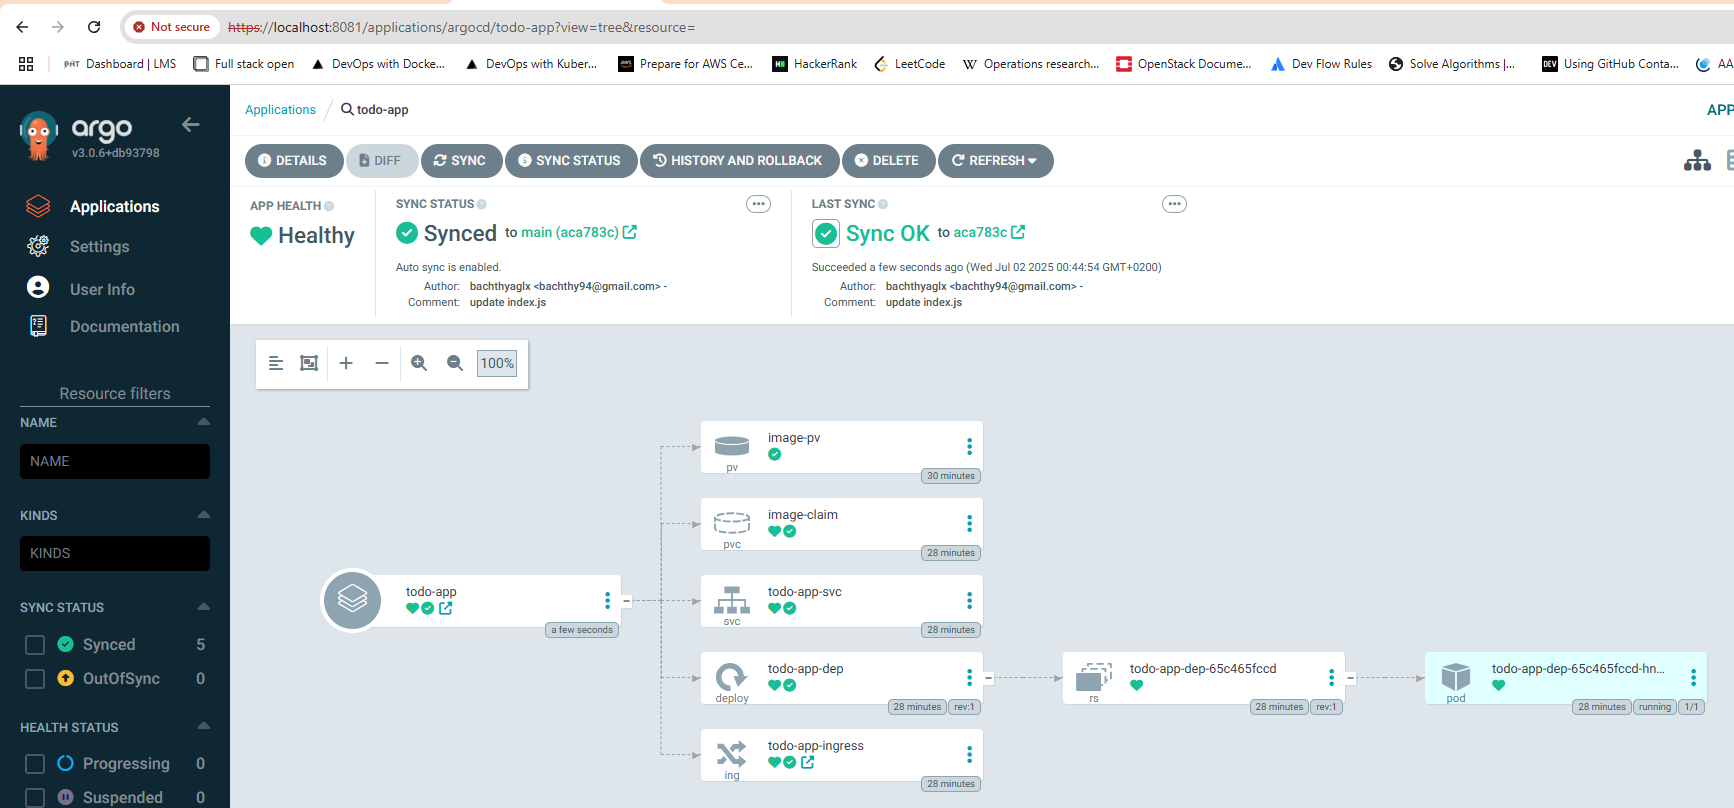 Not secure https://localhost:8081/applications/argocd/todo-app?view=tree&resource=
PHT Dashboard | LMS Full stack open DevOps with Docke... DevOps with Kuber... aws Prepare for AWS Ce... HackerRank LeetCode W Operations research... OpenStack Docume... Dev Flow Rules Solve Algorithms |... DEV Using GitHub Conta... AA
argo
v3.0.6+db93798
Applications
Settings
User Info
Documentation
Resource filters
NAME
NAME
KINDS
KINDS
SYNC STATUS
Synced 5
OutOfSync 0
HEALTH STATUS
Progressing 0
Suspended 0
Applications / todo-app
APP
DETAILS DIFF SYNC SYNC STATUS HISTORY AND ROLLBACK DELETE REFRESH
APP HEALTH
Healthy
SYNC STATUS
Synced to main (aca783c)
Auto sync is enabled.
Author: bachthyaglx <bachthy94@gmail.com> -
Comment: update index.js
LAST SYNC
Sync OK to aca783c
Succeeded a few seconds ago (Wed Jul 02 2025 00:44:54 GMT+0200)
Author: bachthyaglx <bachthy94@gmail.com> -
Comment: update index.js
100%
todo-app
a few seconds
image-pv
pv
30 minutes
image-claim
pvc
28 minutes
todo-app-svc
svc
28 minutes
todo-app-dep
deploy
28 minutes rev:1
todo-app-dep-65c465fccd
rs
28 minutes rev:1
todo-app-dep-65c465fccd-hn...
pod
28 minutes running 1/1
todo-app-ingress
ing
28 minutes